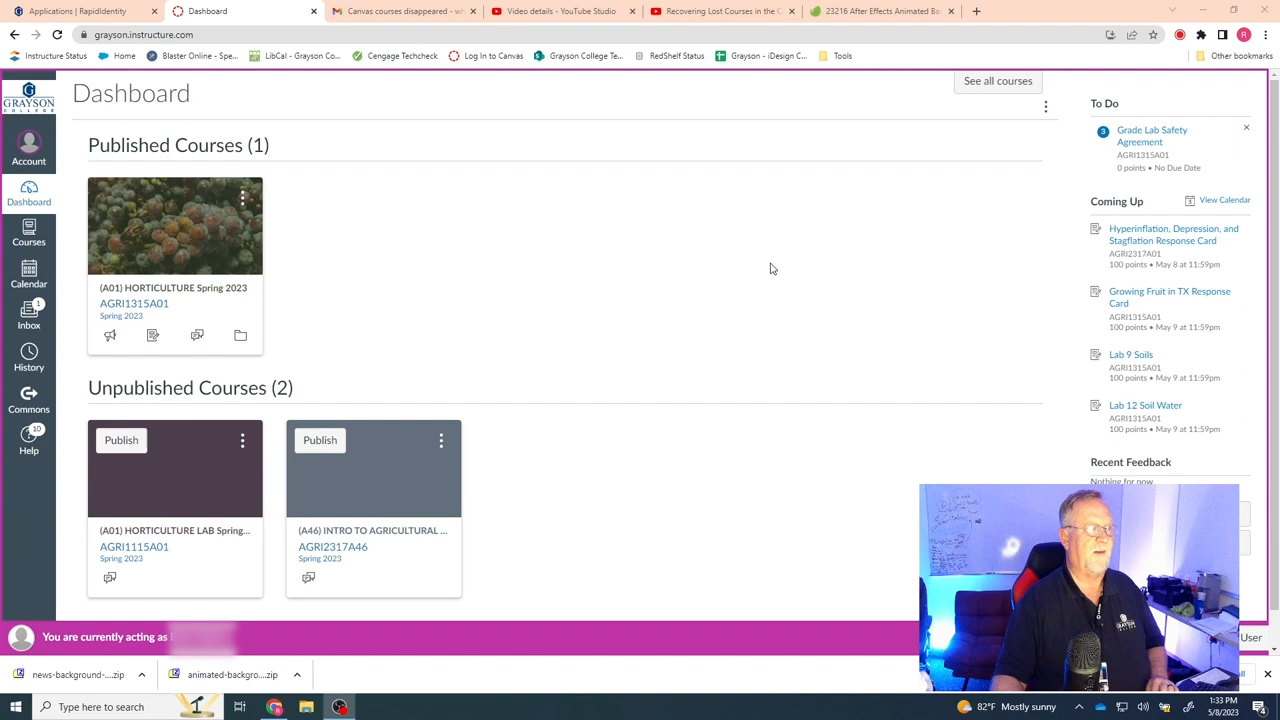 Applications | Rapididentity
Dashboard
Canvas courses disappeared - wh
Video details - YouTube Studio
Recovering Lost Courses in the C
23216 After Effects Animated Ba
grayson.instructure.com
Instructure Status
Home
Blaster Online - Spe...
LibCal - Grayson Co...
Cengage Techcheck
Log In to Canvas
Grayson College Te...
RedShelf Status
Grayson - iDesign C...
Tools
Other bookmarks
GRAYSON
COLLEGE
Account
Dashboard
Courses
Calendar
1
Inbox
History
Commons
10
Help
Dashboard
See all courses
Published Courses (1)
(A01) HORTICULTURE Spring 2023
AGRI1315A01
Spring 2023
Unpublished Courses (2)
Publish
(A01) HORTICULTURE LAB Spring...
AGRI1115A01
Spring 2023
Publish
(A46) INTRO TO AGRICULTURAL ...
AGRI2317A46
Spring 2023
To Do
3
Grade Lab Safety
Agreement
AGRI1315A01
0 points • No Due Date
Coming Up
View Calendar
Hyperinflation, Depression, and
Stagflation Response Card
AGRI2317A01
100 points • May 8 at 11:59pm
Growing Fruit in TX Response
Card
AGRI1315A01
100 points • May 9 at 11:59pm
Lab 9 Soils
AGRI1315A01
100 points • May 9 at 11:59pm
Lab 12 Soil Water
AGRI1315A01
100 points • May 9 at 11:59pm
Recent Feedback
Nothing for now
GRAYSON
You are currently acting as
User
news-background-....zip
animated-backgro....zip
Type here to search
82°F Mostly sunny
1:33 PM
5/8/2023
4